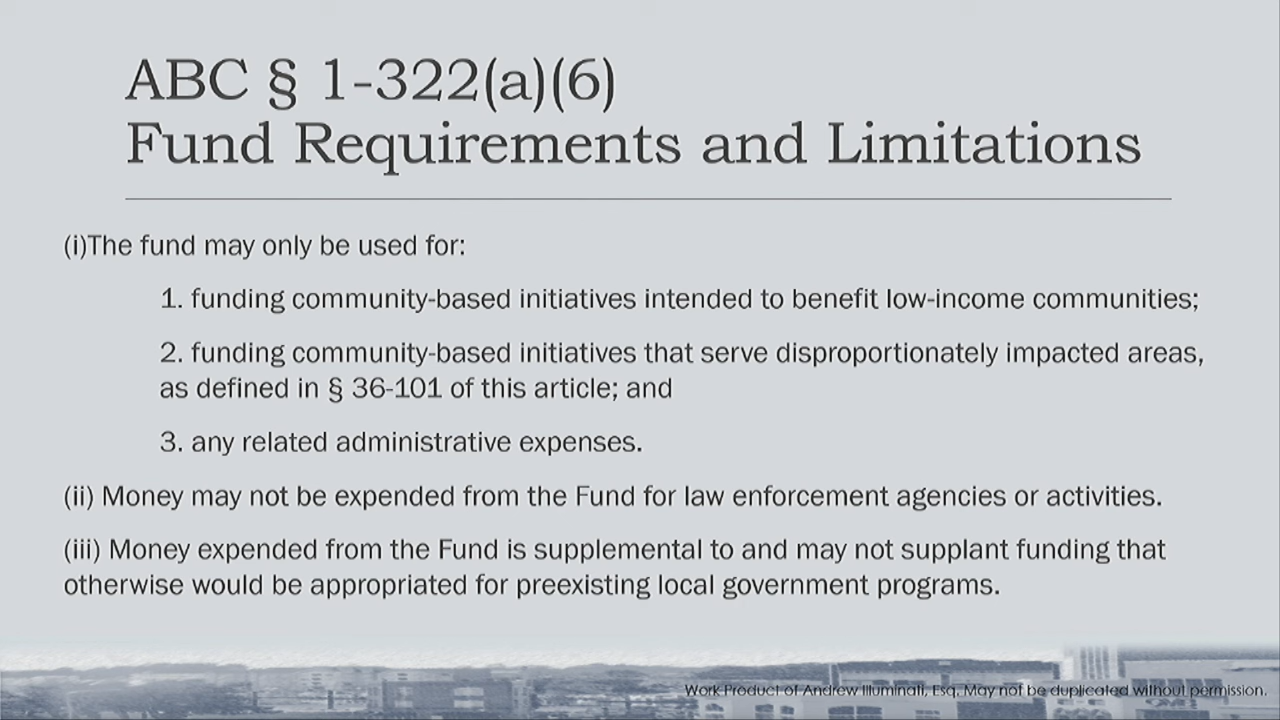 ABC § 1-322(a)(6)
Fund Requirements and Limitations
(i)The fund may only be used for:
1. funding community-based initiatives intended to benefit low-income communities;
2. funding community-based initiatives that serve disproportionately impacted areas,
as defined in § 36-101 of this article; and
3. any related administrative expenses.
(ii) Money may not be expended from the Fund for law enforcement agencies or activities.
(iii) Money expended from the Fund is supplemental to and may not supplant funding that
otherwise would be appropriated for preexisting local government programs.
Work Product of Andrew Illuminati, Esq. May not be duplicated without permission.